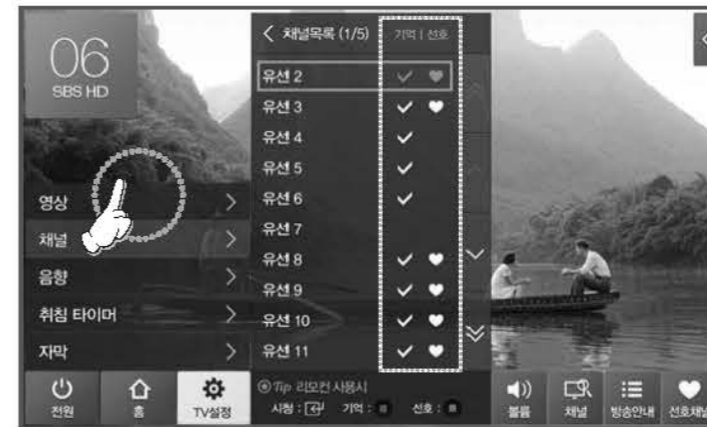 06
SBS HD
영상
채널
음향
취침 타이머
자막
채널목록 (1/5) 기억 | 선호
유선 2
유선 3
유선 4
유선 5
유선 6
유선 7
유선 8
유선 9
유선 10
유선 11
Tip 리모컨 사용시
시청 : 기억 : 선호 :
전원
홈
TV설정
볼륨
채널
방송안내
선호채널